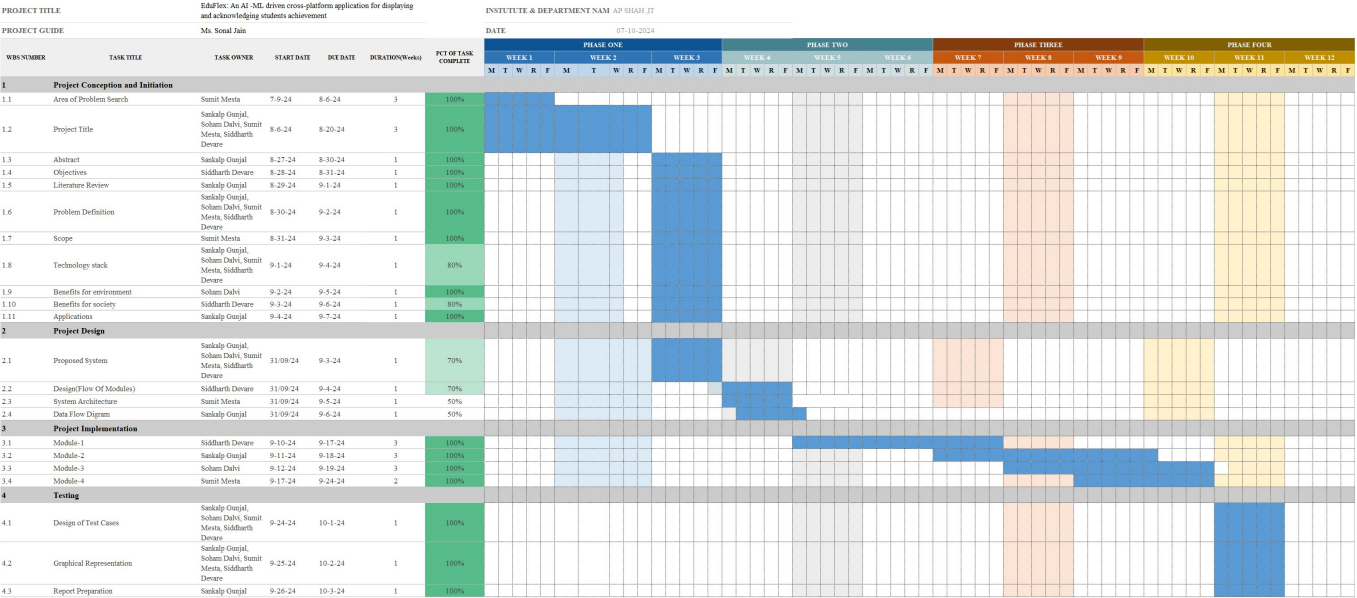 PROJECT TITLE EduFlex: An AI -ML driven cross-platform application for displaying INSTUTUTE & DEPARTMENT NAM AP SHAH ,IT
and acknowledging students achievement
PROJECT GUIDE Ms. Sonal Jain DATE 07-10-2024
PHASE ONE PHASE TWO PHASE THREE PHASE FOUR
WBS NUMBER TASK TITLE TASK OWNER START DATE DUE DATE DURATION(Weeks) PCT OF TASK COMPLETE WEEK 1 WEEK 2 WEEK 3 WEEK 4 WEEK 5 WEEK 6 WEEK 7 WEEK 8 WEEK 9 WEEK 10 WEEK 11 WEEK 12
M T W R F M T W R F M T W R F M T W R F M T W R F M T W R F M T W R F M T W R F M T W R F M T W R F M T W R F M T W R F
1 Project Conception and Initiation
1.1 Area of Problem Search Sumit Mesta 7-9-24 8-6-24 3 100%
Sankalp Gunjal,
Soham Dalvi, Sumit
1.2 Project Title Mesta, Siddharth 8-6-24 8-20-24 3 100%
Devare
1.3 Abstract Sankalp Gunjal 8-27-24 8-30-24 1 100%
1.4 Objectives Siddharth Devare 8-28-24 8-31-24 1 100%
1.5 Literature Review Sankalp Gunjal 8-29-24 9-1-24 1 100%
Sankalp Gunjal,
Soham Dalvi, Sumit
1.6 Problem Definition Mesta, Siddharth 8-30-24 9-2-24 1 100%
Devare
1.7 Scope Sumit Mesta 8-31-24 9-3-24 1 100%
Sankalp Gunjal,
Soham Dalvi, Sumit
1.8 Technology stack Mesta, Siddharth 9-1-24 9-4-24 1 80%
Devare
1.9 Benefits for environment Soham Dalvi 9-2-24 9-5-24 1 100%
1.10 Benefits for society Siddharth Devare 9-3-24 9-6-24 1 80%
1.11 Applications Sankalp Gunjal 9-4-24 9-7-24 1 100%
2 Project Design
Sankalp Gunjal,
Soham Dalvi, Sumit
2.1 Proposed System Mesta, Siddharth 31/09/24 9-3-24 1 70%
Devare
2.2 Design(Flow Of Modules) Siddharth Devare 31/09/24 9-4-24 1 70%
2.3 System Architecture Sumit Mesta 31/09/24 9-5-24 1 50%
2.4 Data Flow Digram Sankalp Gunjal 31/09/24 9-6-24 1 50%
3 Project Implementation
3.1 Module-1 Siddharth Devare 9-10-24 9-17-24 3 100%
3.2 Module-2 Sankalp Gunjal 9-11-24 9-18-24 3 100%
3.3 Module-3 Soham Dalvi 9-12-24 9-19-24 3 100%
3.4 Module-4 Sumit Mesta 9-17-24 9-24-24 2 100%
4 Testing
Sankalp Gunjal,
Soham Dalvi, Sumit
4.1 Design of Test Cases Mesta, Siddharth 9-24-24 10-1-24 1 100%
Devare
Sankalp Gunjal,
Soham Dalvi, Sumit
4.2 Graphical Representation Mesta, Siddharth 9-25-24 10-2-24 1 100%
Devare
4.3 Report Preparation Sankalp Gunjal 9-26-24 10-3-24 1 100%